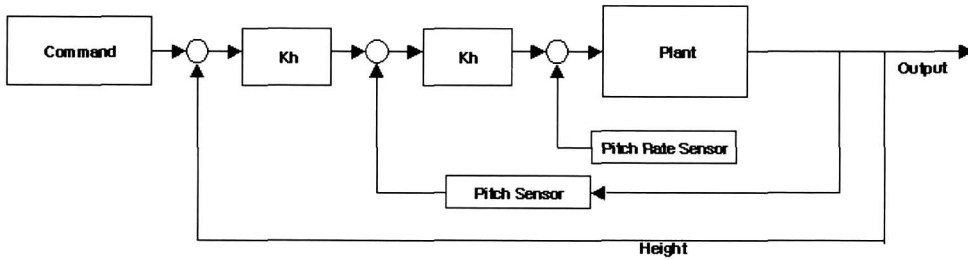 Command
Kh
Kh
Plant
Output
Pitch Rate Sensor
Pitch Sensor
Height